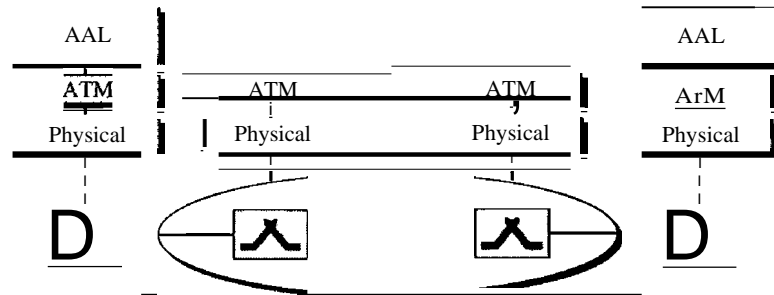 AAL AAL
ATM ATM ATM ArM
Physical Physical Physical Physical
D D